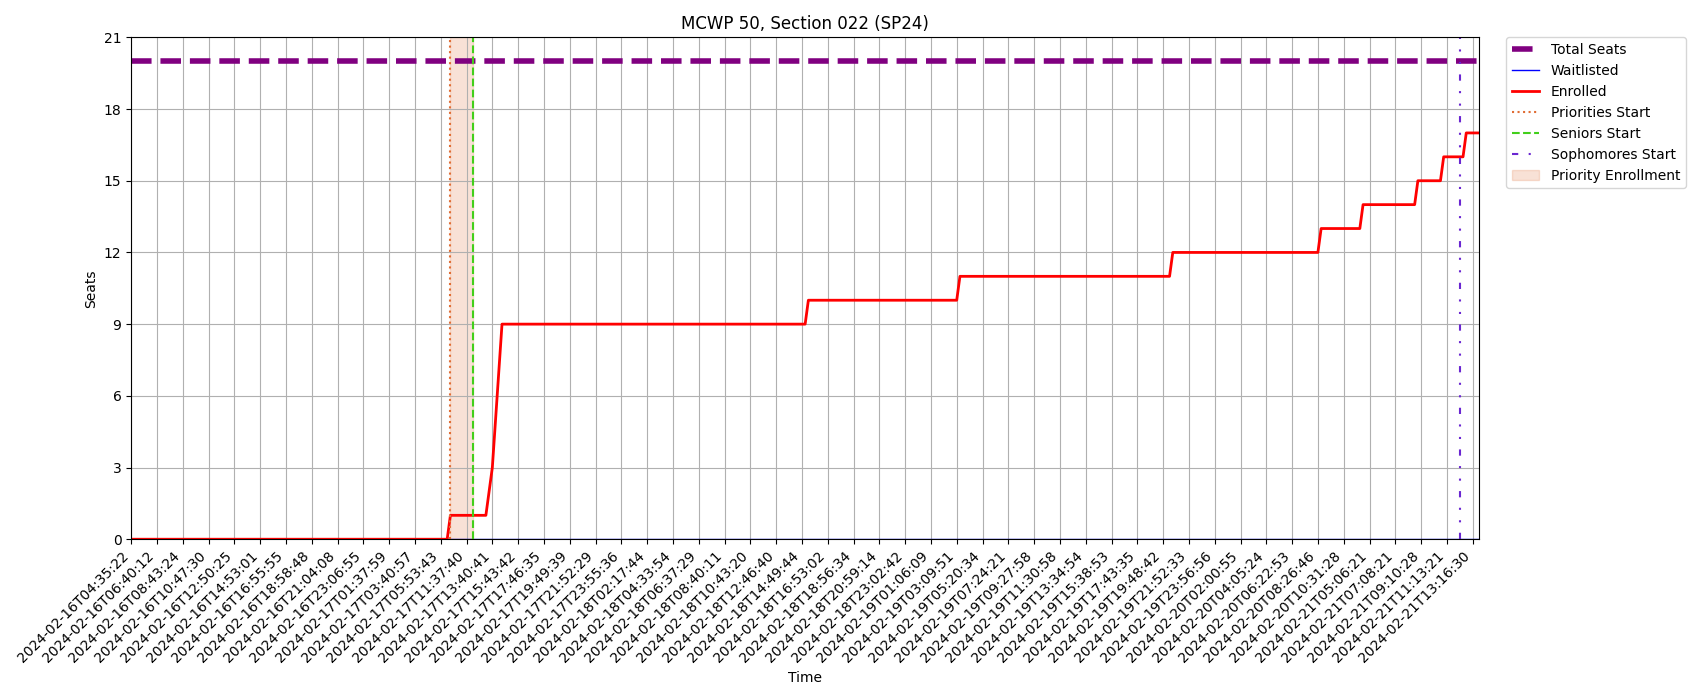 MCWP 50, Section 022 (SP24)
Total Seats
Waitlisted
Enrolled
Priorities Start
Seniors Start
Sophomores Start
Priority Enrollment
Seats
21
18
15
12
9
6
3
0
2024-02-16T04:35:22
2024-02-16T06:40:12
2024-02-16T08:43:24
2024-02-16T10:47:30
2024-02-16T12:50:25
2024-02-16T14:53:01
2024-02-16T16:55:55
2024-02-16T18:58:48
2024-02-16T21:04:08
2024-02-16T23:06:55
2024-02-17T01:37:59
2024-02-17T03:40:57
2024-02-17T05:53:43
2024-02-17T11:37:40
2024-02-17T13:40:41
2024-02-17T15:43:42
2024-02-17T17:46:35
2024-02-17T19:49:39
2024-02-17T21:52:29
2024-02-17T23:55:36
2024-02-18T02:17:44
2024-02-18T04:33:54
2024-02-18T06:37:29
2024-02-18T08:40:11
2024-02-18T10:43:20
2024-02-18T12:46:40
2024-02-18T14:49:44
2024-02-18T16:53:02
2024-02-18T18:56:34
2024-02-18T20:59:14
2024-02-18T23:02:42
2024-02-19T01:06:09
2024-02-19T03:09:51
2024-02-19T05:20:34
2024-02-19T07:24:21
2024-02-19T09:27:58
2024-02-19T11:30:58
2024-02-19T13:34:54
2024-02-19T15:38:53
2024-02-19T17:43:35
2024-02-19T19:48:42
2024-02-19T21:52:33
2024-02-19T23:56:56
2024-02-20T02:00:55
2024-02-20T04:05:24
2024-02-20T06:22:53
2024-02-20T08:26:46
2024-02-20T10:31:28
2024-02-21T05:06:21
2024-02-21T07:08:21
2024-02-21T09:10:28
2024-02-21T11:13:21
2024-02-21T13:16:30
Time